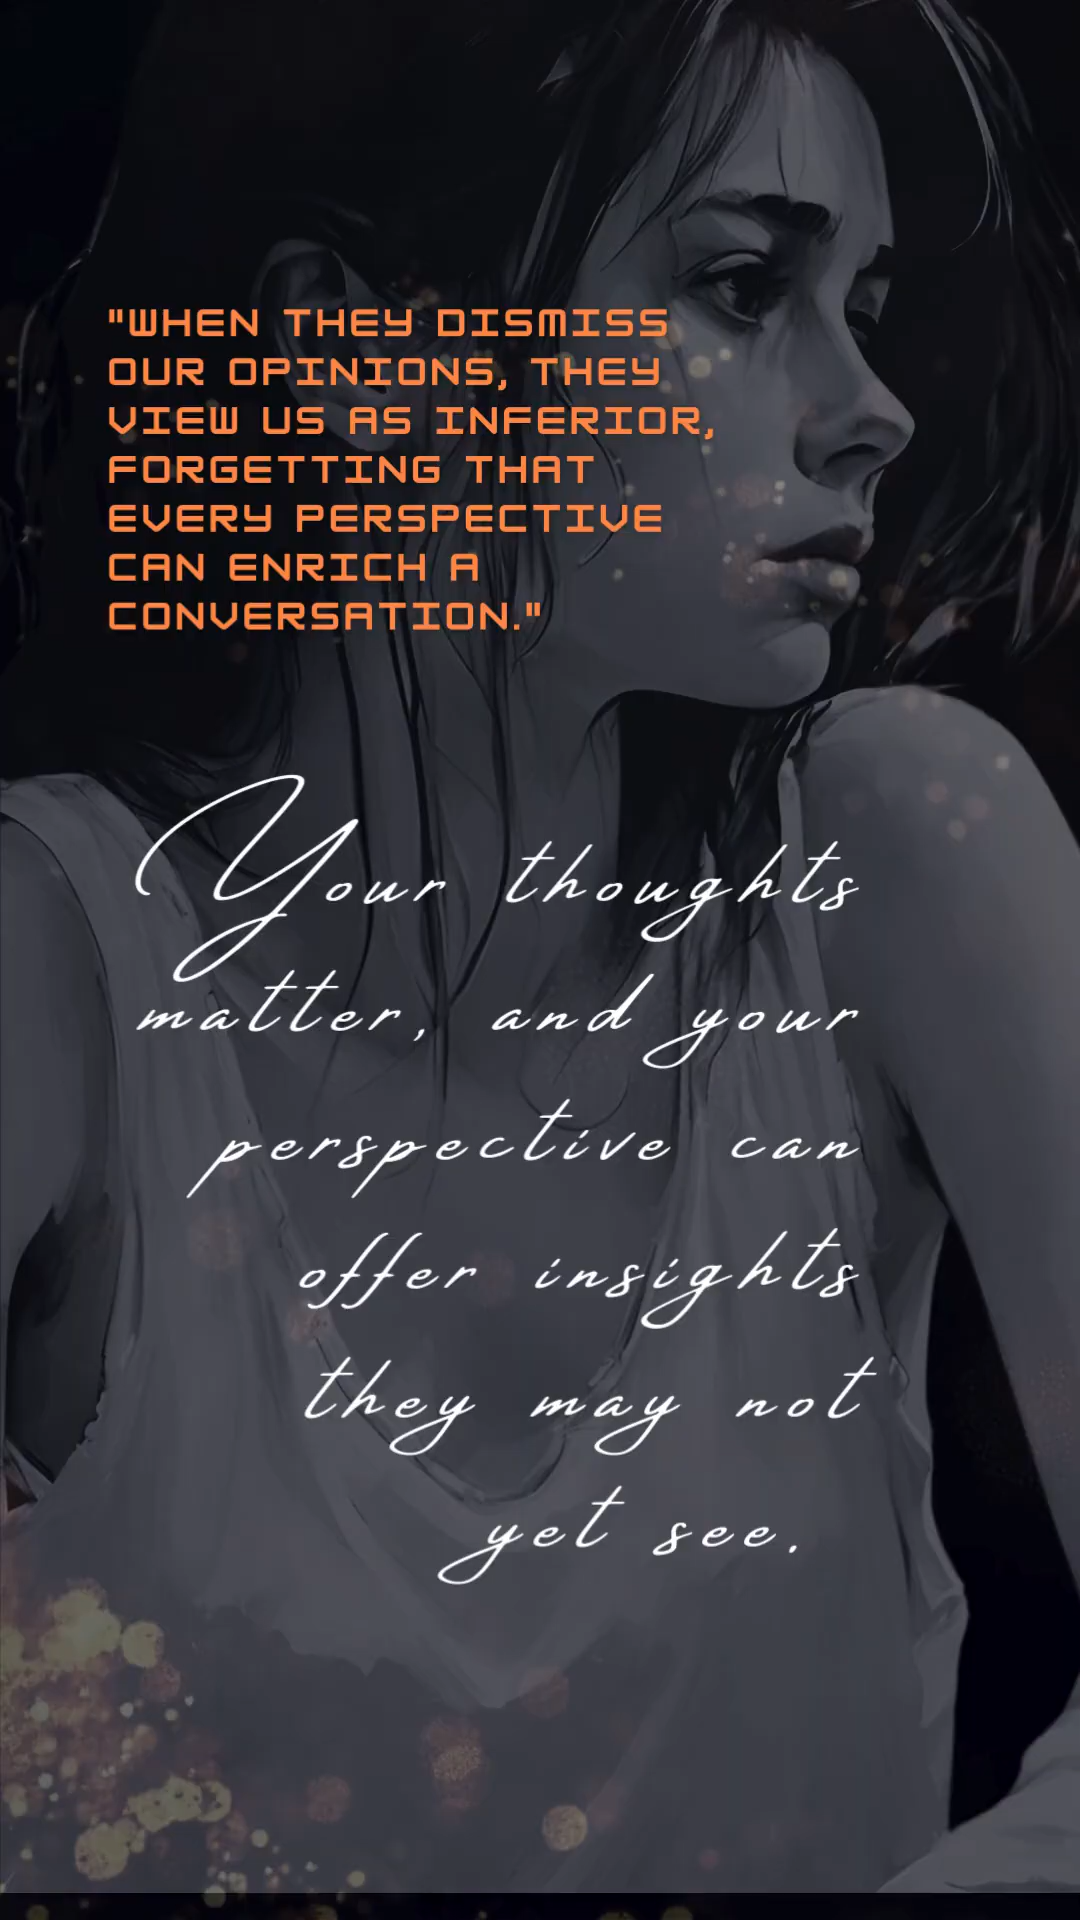 "WHEN THEY DISMISS
OUR OPINIONS, THEY
VIEW US AS INFERIOR,
FORGETTING THAT
EVERY PERSPECTIVE
CAN ENRICH A
CONVERSATION."
Your thoughts
matter, and your
perspective can
offer insights
they may not
yet see.